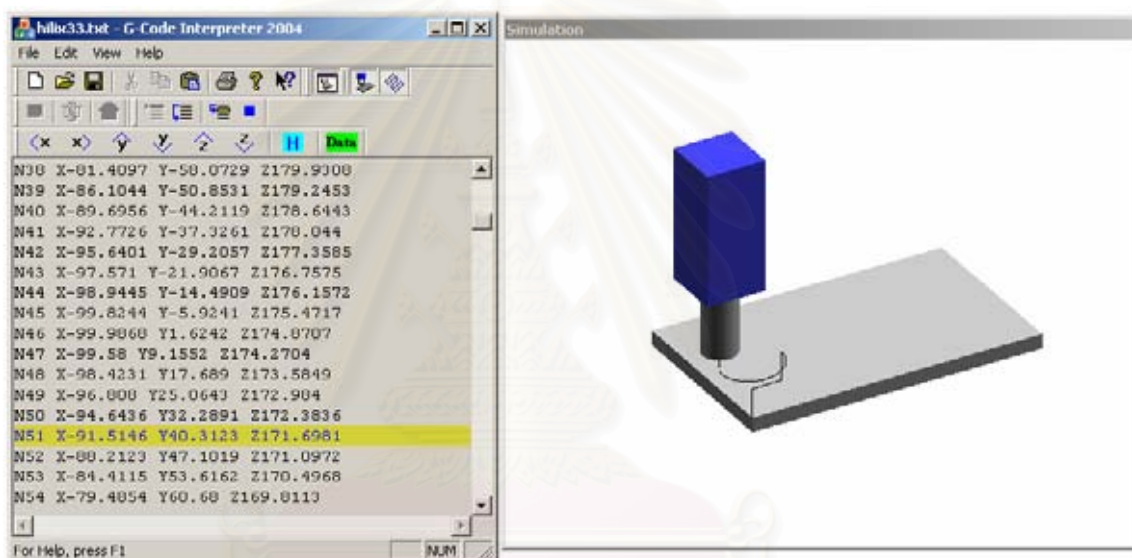 hilix33.txt - G-Code Interpreter 2004
File Edit View Help
<x x> y y z z H Data
N38 X-81.4097 Y-58.0729 Z179.9308
N39 X-86.1044 Y-50.8531 Z179.2453
N40 X-89.6956 Y-44.2119 Z178.6443
N41 X-92.7726 Y-37.3261 Z178.044
N42 X-95.6401 Y-29.2057 Z177.3585
N43 X-97.571 Y-21.9067 Z176.7575
N44 X-98.9445 Y-14.4909 Z176.1572
N45 X-99.8244 Y-5.9241 Z175.4717
N46 X-99.9868 Y1.6242 Z174.8707
N47 X-99.58 Y9.1552 Z174.2704
N48 X-98.4231 Y17.689 Z173.5849
N49 X-96.808 Y25.0643 Z172.984
N50 X-94.6436 Y32.2891 Z172.3836
N51 X-91.5146 Y40.3123 Z171.6981
N52 X-88.2123 Y47.1019 Z171.0972
N53 X-84.4115 Y53.6162 Z170.4968
N54 X-79.4854 Y60.68 Z169.8113
For Help, press F1 NUM
Simulation